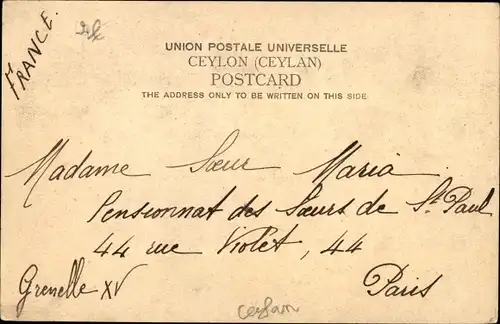 FRANCE.
UNION POSTALE UNIVERSELLE
CEYLON (CEYLAN)
POSTCARD
THE ADDRESS ONLY TO BE WRITTEN ON THIS SIDE
Madame Sœur Maria
Pensionnat des Sœurs de St Paul
44 rue Violet, 44
Grenelle XV Paris
Ceylan